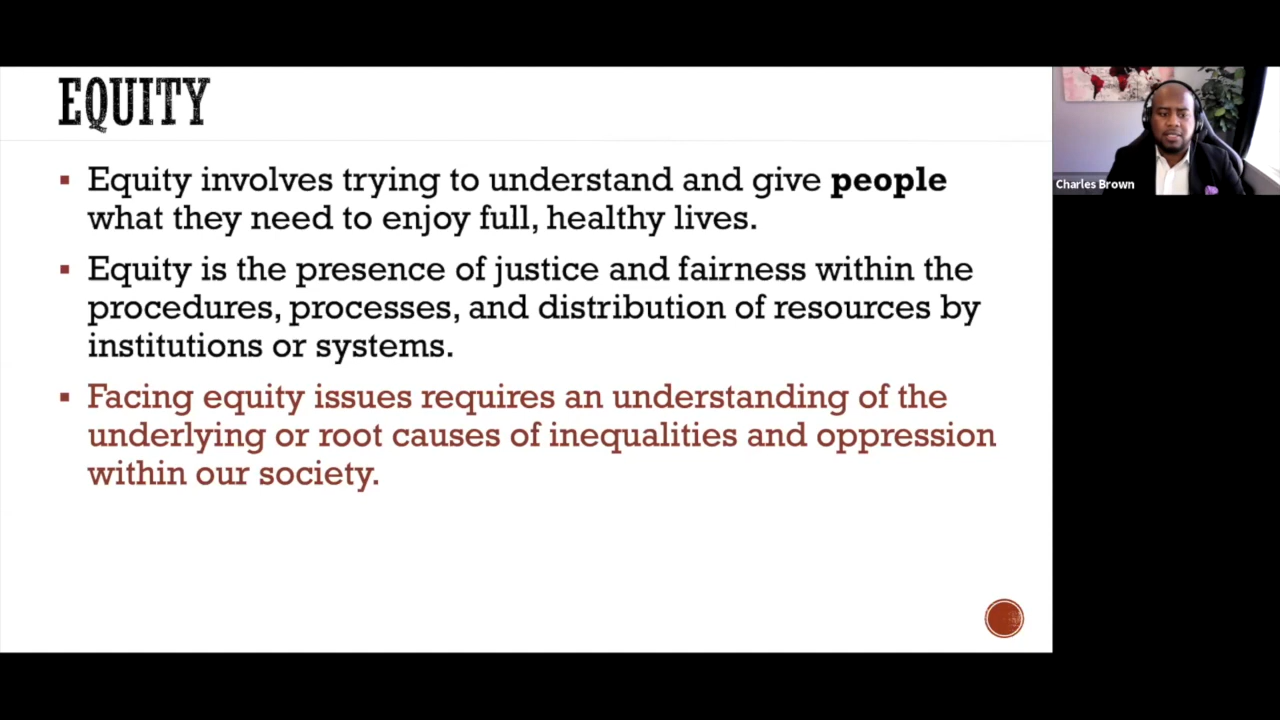 EQUITY
Equity involves trying to understand and give people
what they need to enjoy full, healthy lives.
Equity is the presence of justice and fairness within the
procedures, processes, and distribution of resources by
institutions or systems.
Facing equity issues requires an understanding of the
underlying or root causes of inequalities and oppression
within our society.
Charles Brown